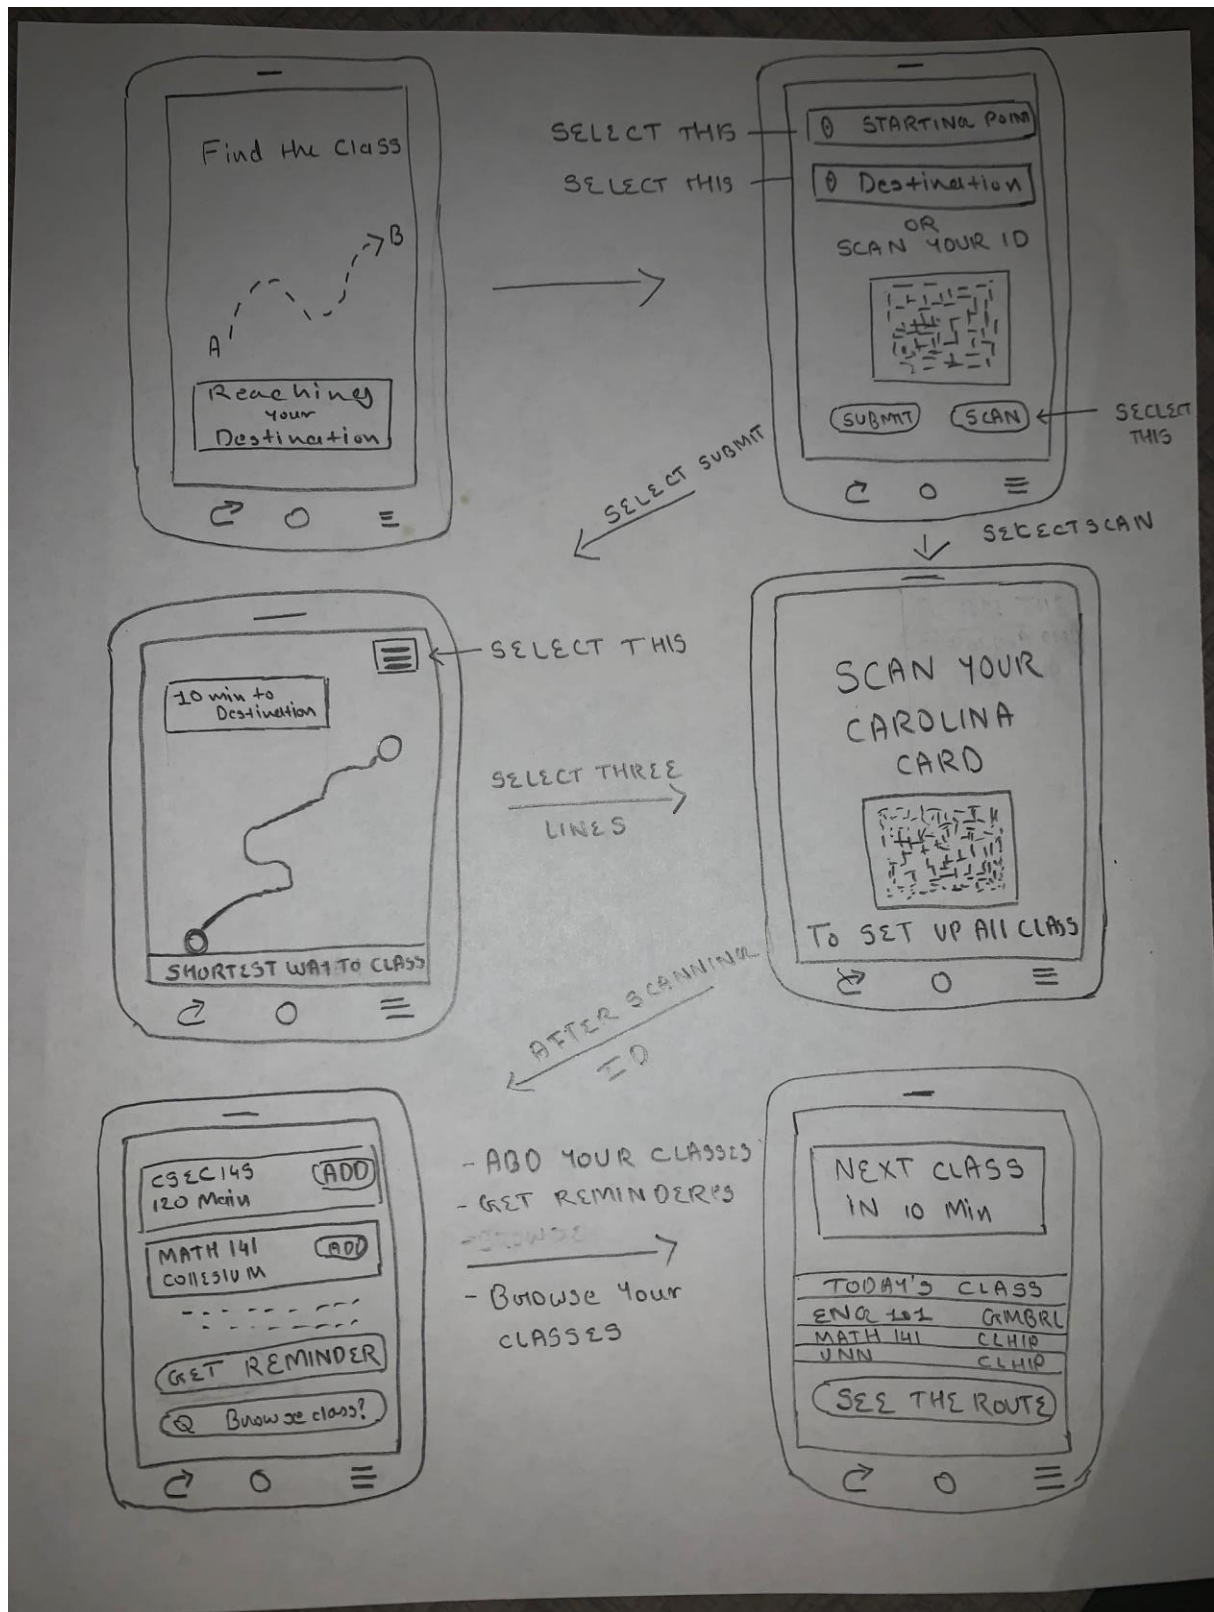 Find the Class
B
A
Reaching
Your
Destination
SELECT THIS
STARTING Point
SELECT THIS
Destination
OR
SCAN YOUR ID
SUBMIT
SCAN
SECLECT
THIS
SELECT SUBMIT
SELECT SCAN
SELECT THIS
10 min to
Destination
SELECT THREE
LINES
SHORTEST WAY TO CLASS
SCAN YOUR
CAROLINA
CARD
TO SET UP All CLASS
AFTER SCANNING
ID
CSEC145
120 Main
ADD
MATH 141
COllESIUM
ADD
GET REMINDER
Browse class?
- ADD YOUR CLASSES
- GET REMINDERS
- Browse Your
CLASSES
NEXT CLASS
IN 10 Min
TODAY'S CLASS
ENG 101 GMBRL
MATH 141 CLHIP
UNN CLHIP
SEE THE ROUTE